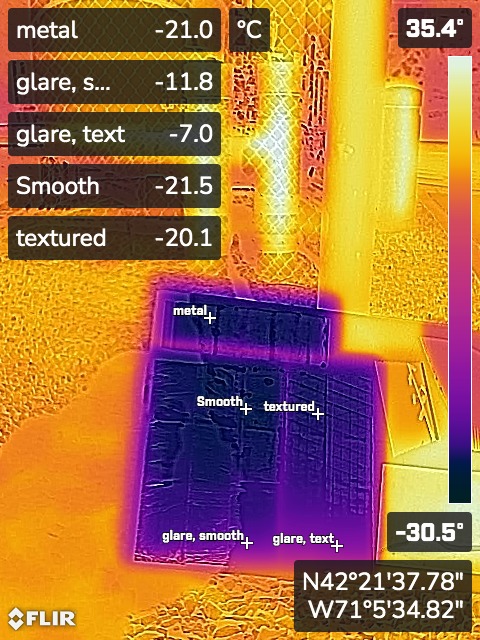 metal -21.0 °C 35.4°
glare, s... -11.8
glare, text -7.0
Smooth -21.5
textured -20.1
metal
Smooth
textured
glare, smooth
glare, text
-30.5°
N42°21'37.78"
W71°5'34.82"
FLIR